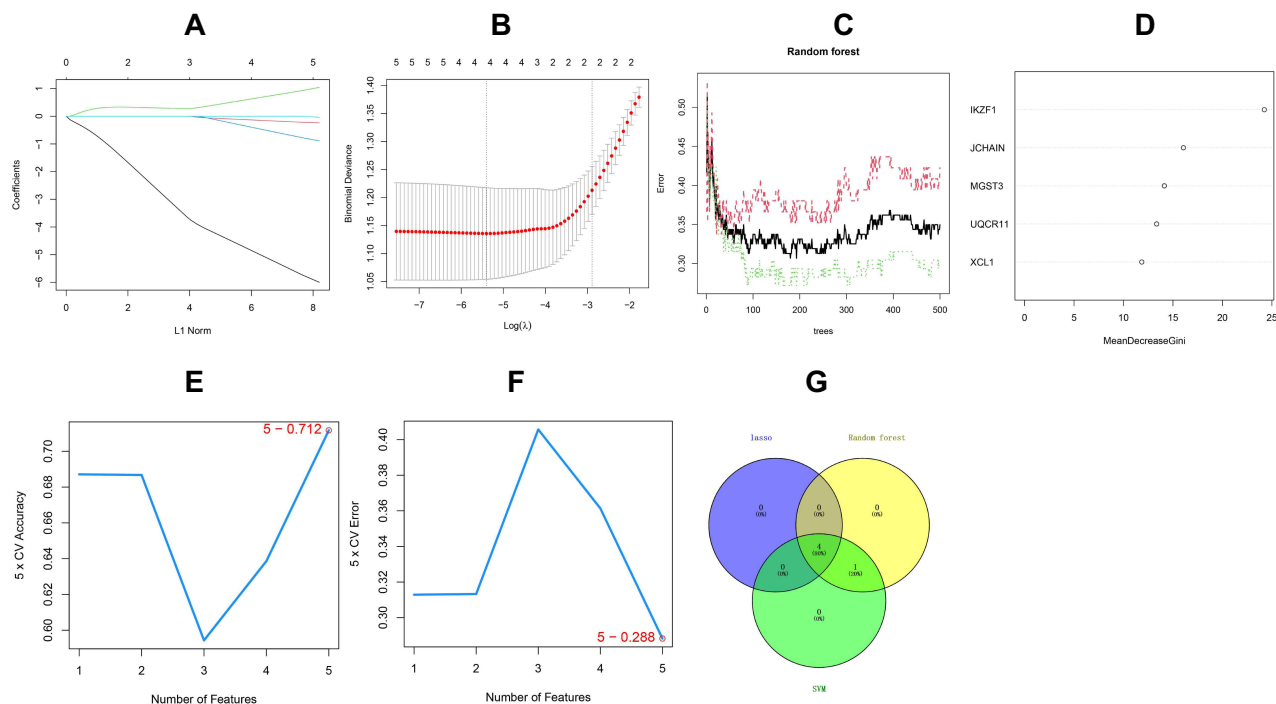 A
0 2 3 5
1
0
−1
−2
−3
−4
−5
−6
Coefficients
0 2 4 6 8
L1 Norm
B
5 5 5 5 4 4 4 4 4 3 2 2 2 2 2 2
1.40
1.35
1.30
1.25
1.20
1.15
1.10
1.05
Binomial Deviance
−7 −6 −5 −4 −3 −2
Log(λ)
C
Random forest
0.50
0.45
0.40
0.35
0.30
Error
0 100 200 300 400 500
trees
D
IKZF1
JCHAIN
MGST3
UQCR11
XCL1
0 5 10 15 20 25
MeanDecreaseGini
E
5 − 0.712
0.70
0.68
0.66
0.64
0.62
0.60
5 x CV Accuracy
1 2 3 4 5
Number of Features
F
0.40
0.38
0.36
0.34
0.32
0.30
5 x CV Error
5 − 0.288
1 2 3 4 5
Number of Features
G
lasso Random forest
0 0 0
(0%) (0%) (0%)
4
(80%)
0 1
(0%) (20%)
0
(0%)
SVM